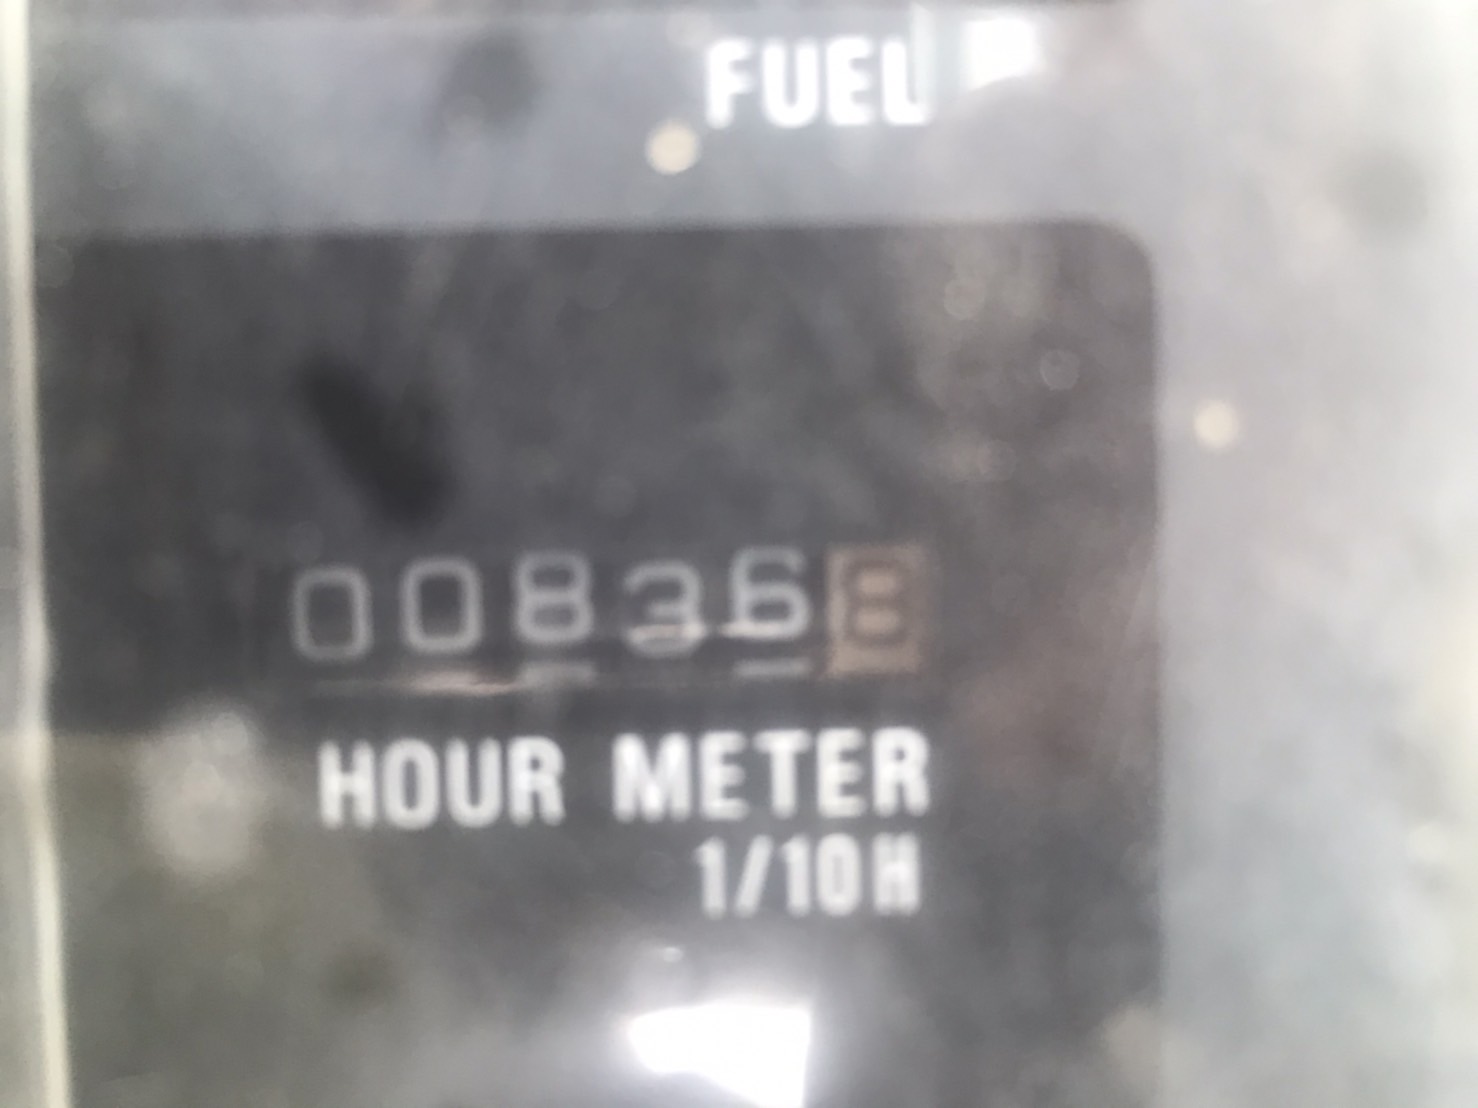 FUEL
008368
HOUR METER
1/10H